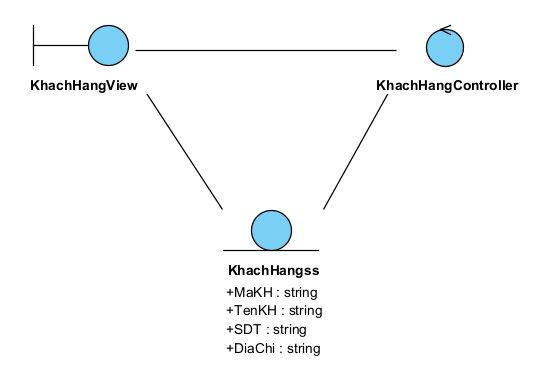 KhachHangView
KhachHangController
KhachHangss
+MaKH : string
+TenKH : string
+SDT : string
+DiaChi : string